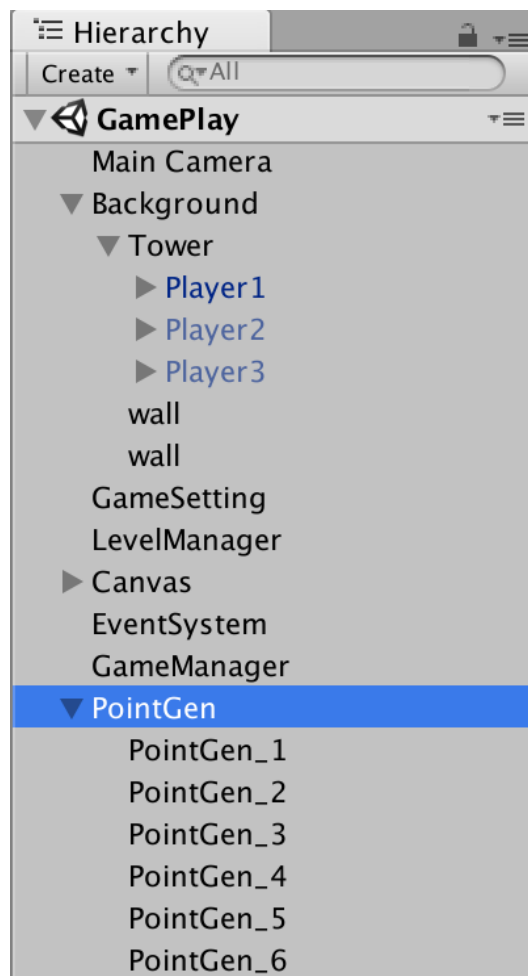 Hierarchy
Create All
GamePlay
Main Camera
Background
Tower
Player1
Player2
Player3
wall
wall
GameSetting
LevelManager
Canvas
EventSystem
GameManager
PointGen
PointGen_1
PointGen_2
PointGen_3
PointGen_4
PointGen_5
PointGen_6